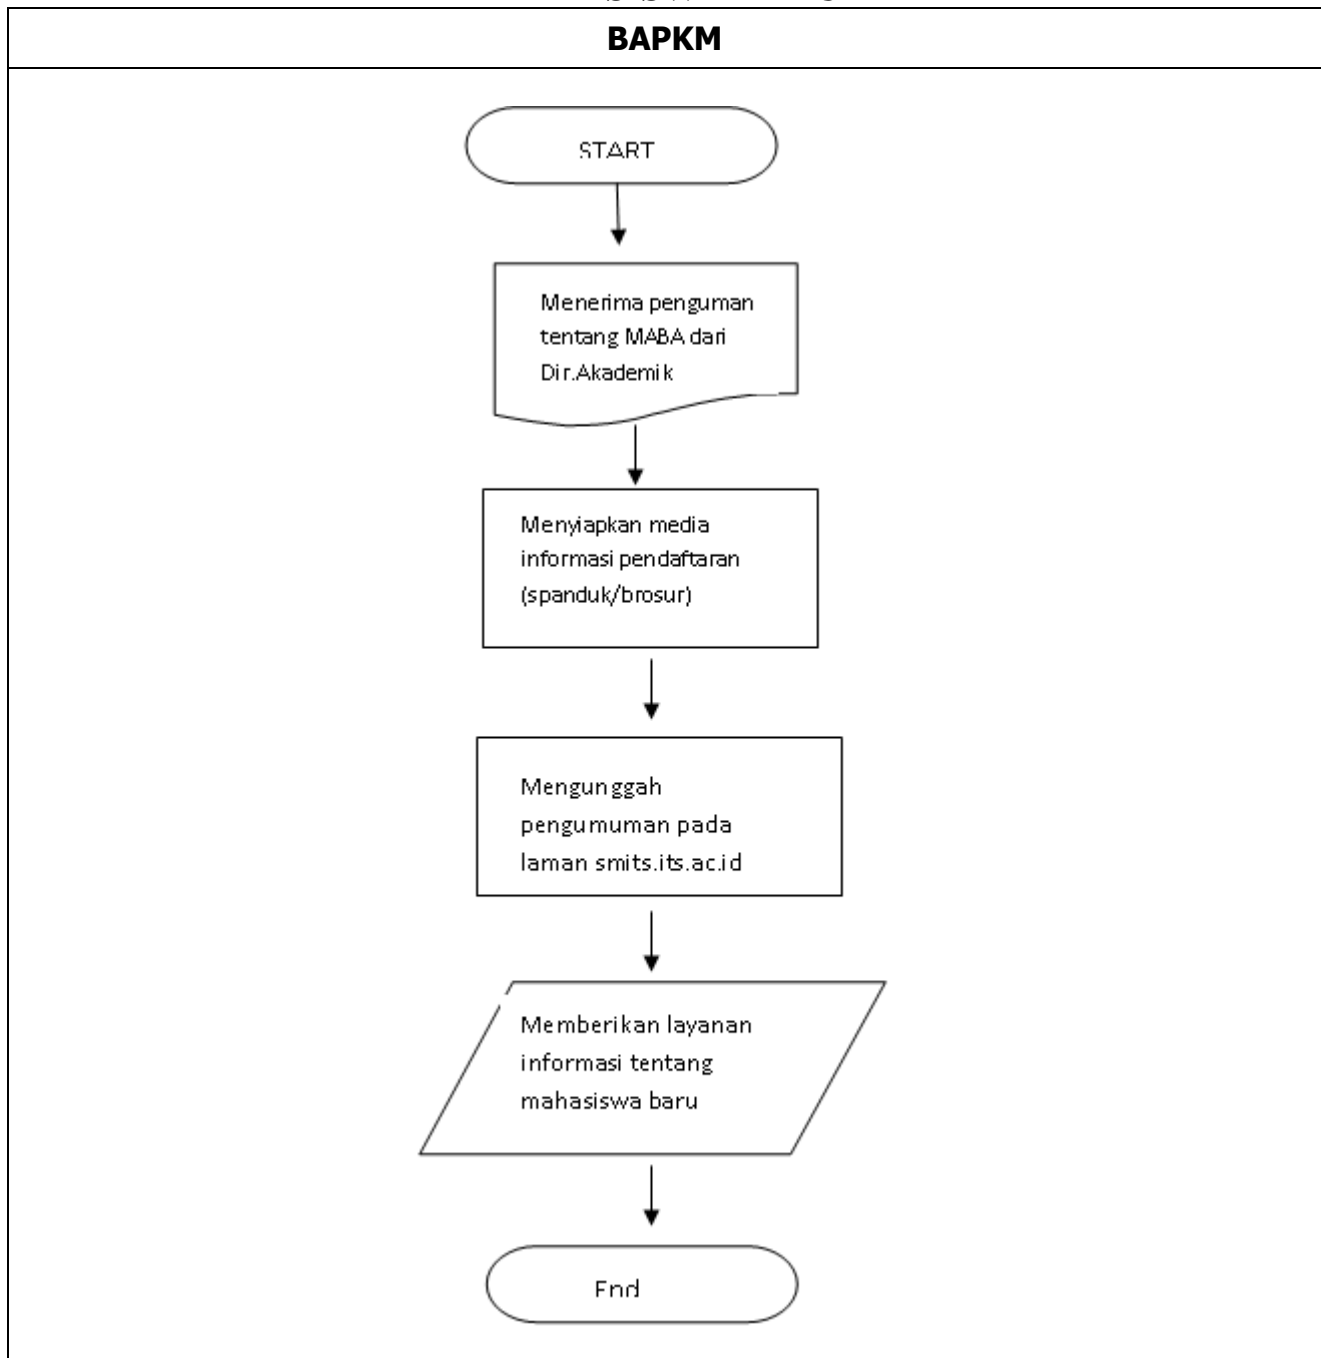 BAPKM
START
Menerima penguman
tentang MABA dari
Dir.Akademik
Menyiapkan media
informasi pendaftaran
(spanduk/brosur)
Mengunggah
pengumuman pada
laman smits.its.ac.id
Memberikan layanan
informasi tentang
mahasiswa baru
End